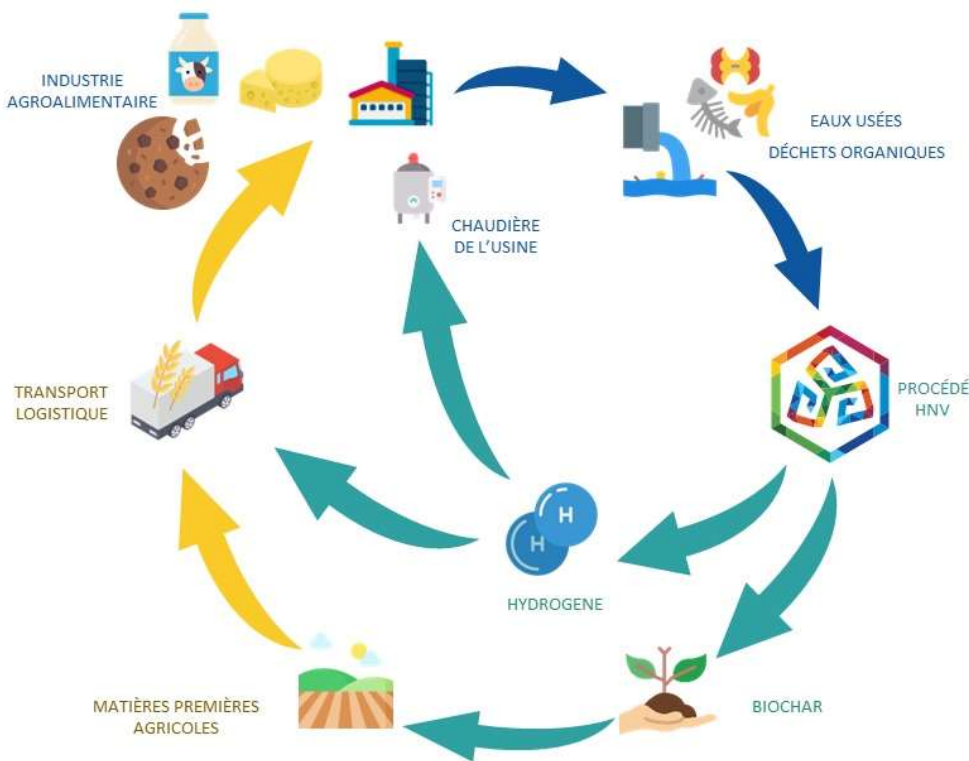 INDUSTRIE
AGROALIMENTAIRE
EAUX USÉES
DÉCHETS ORGANIQUES
CHAUDIÈRE
DE L'USINE
PROCÉDÉ
HNV
TRANSPORT
LOGISTIQUE
H
H
HYDROGENE
MATIÈRES PREMIÈRES
AGRICOLES
BIOCHAR